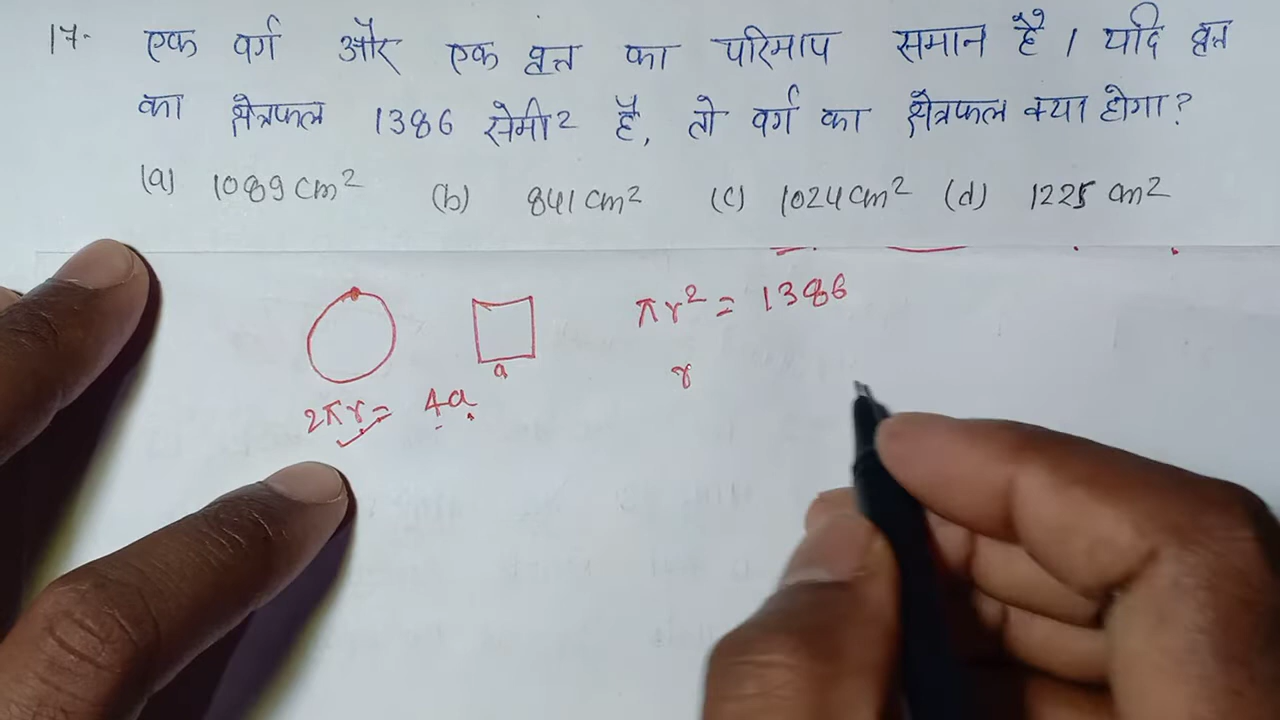 17. एक वर्ग और एक वृत्त का परिमाप समान है । यदि वृत्त
का क्षेत्रफल 1386 सेमी² है, तो वर्ग का क्षेत्रफल क्या होगा?
(a) 1089 cm² (b) 841 cm² (c) 1024 cm² (d) 1225 cm²
πr² = 1386
a
r
2πr = 4a